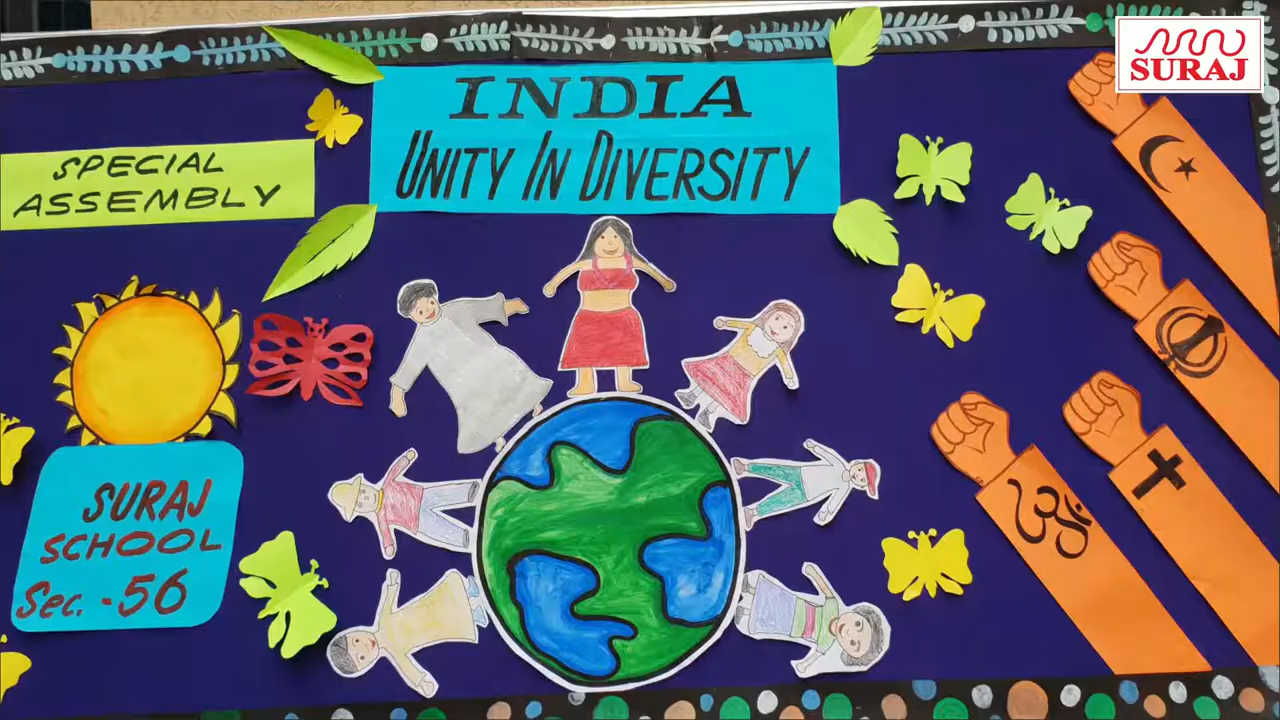 SURAJ
INDIA
UNITY IN DIVERSITY
SPECIAL
ASSEMBLY
SURAJ
SCHOOL
Sec. - 56
ॐ